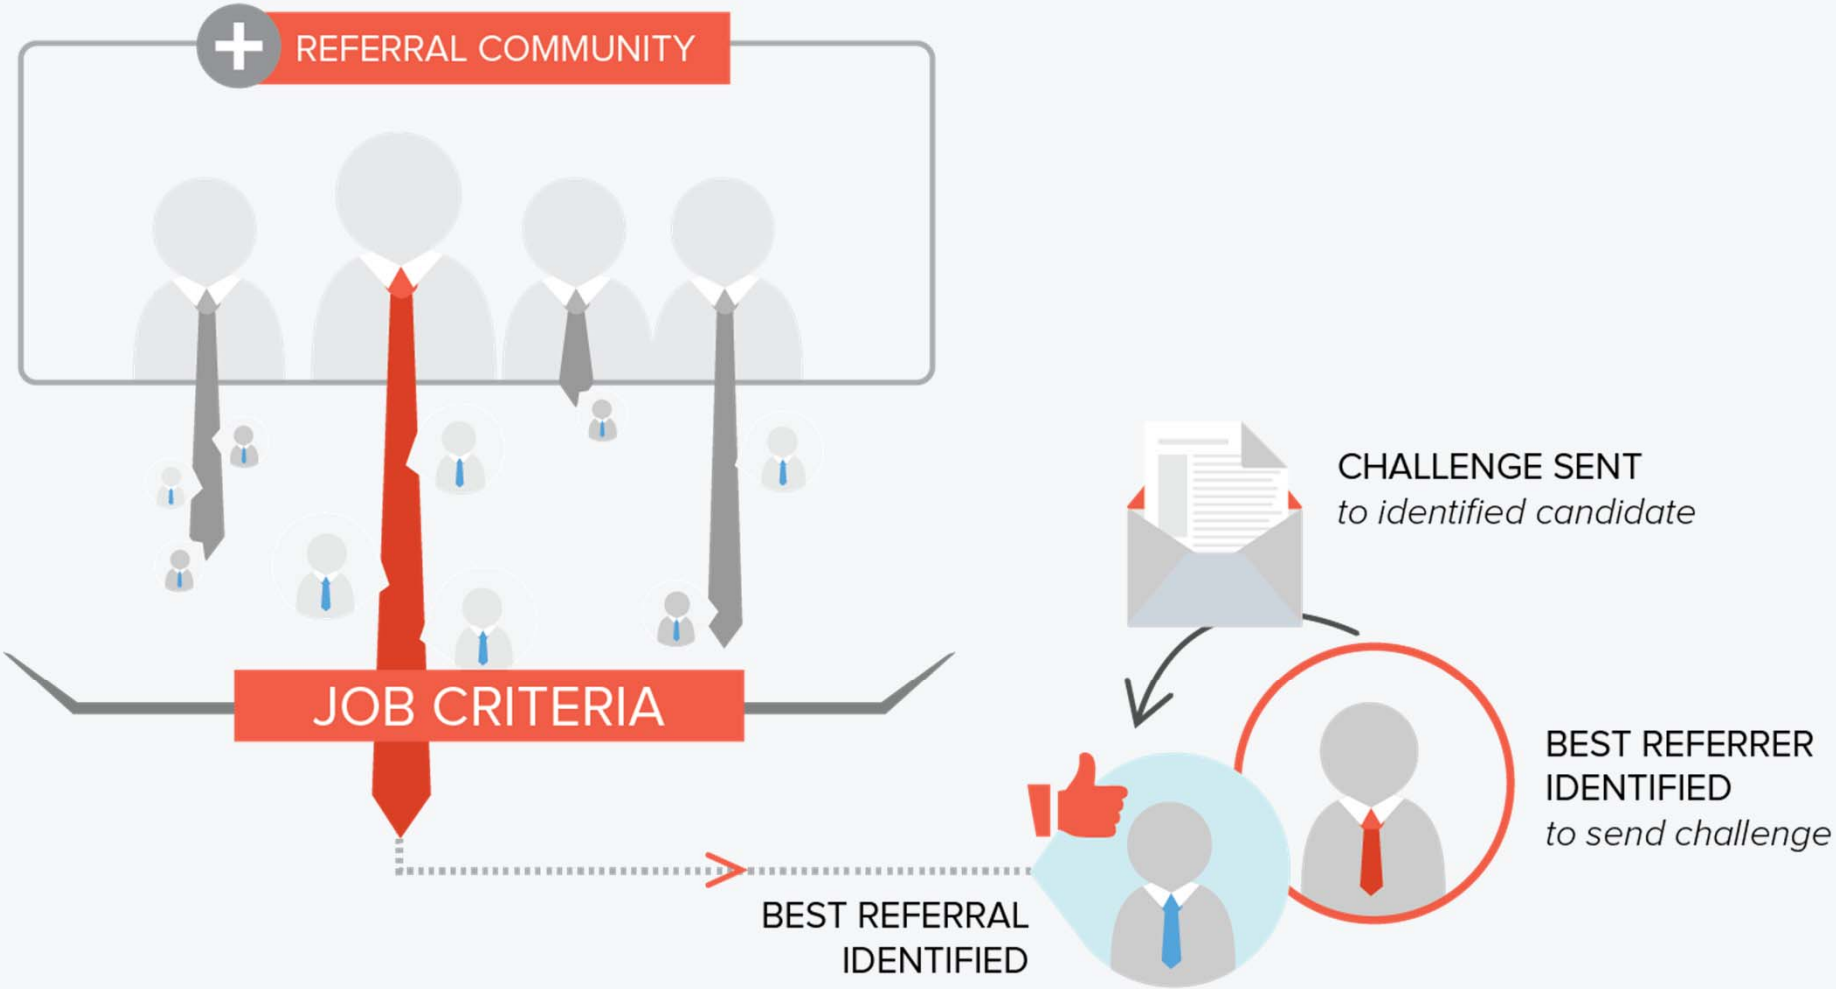 REFERRAL COMMUNITY
CHALLENGE SENT
to identified candidate
JOB CRITERIA
BEST REFERRER
IDENTIFIED
to send challenge
BEST REFERRAL
IDENTIFIED